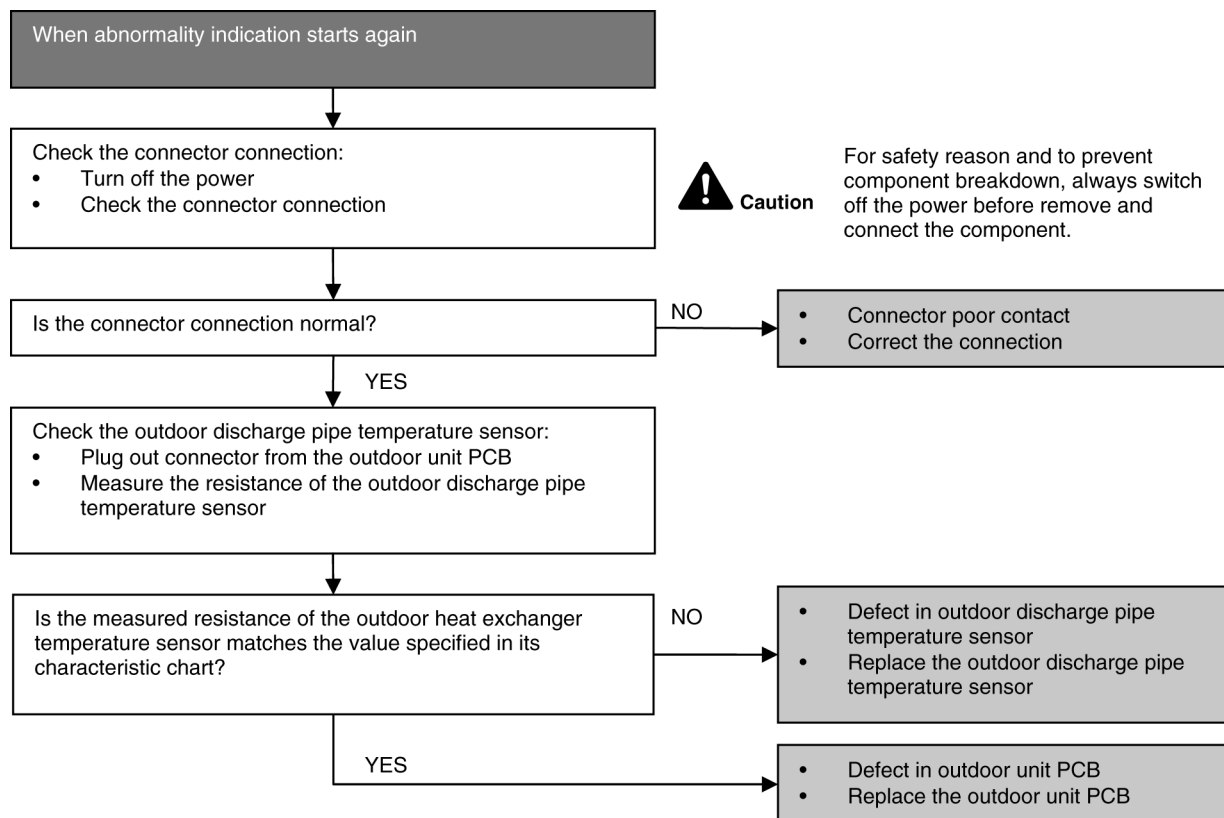 When abnormality indication starts again
Check the connector connection:
• Turn off the power
• Check the connector connection
Caution
For safety reason and to prevent
component breakdown, always switch
off the power before remove and
connect the component.
Is the connector connection normal?
NO
• Connector poor contact
• Correct the connection
YES
Check the outdoor discharge pipe temperature sensor:
• Plug out connector from the outdoor unit PCB
• Measure the resistance of the outdoor discharge pipe
temperature sensor
Is the measured resistance of the outdoor heat exchanger
temperature sensor matches the value specified in its
characteristic chart?
NO
• Defect in outdoor discharge pipe
temperature sensor
• Replace the outdoor discharge pipe
temperature sensor
YES
• Defect in outdoor unit PCB
• Replace the outdoor unit PCB